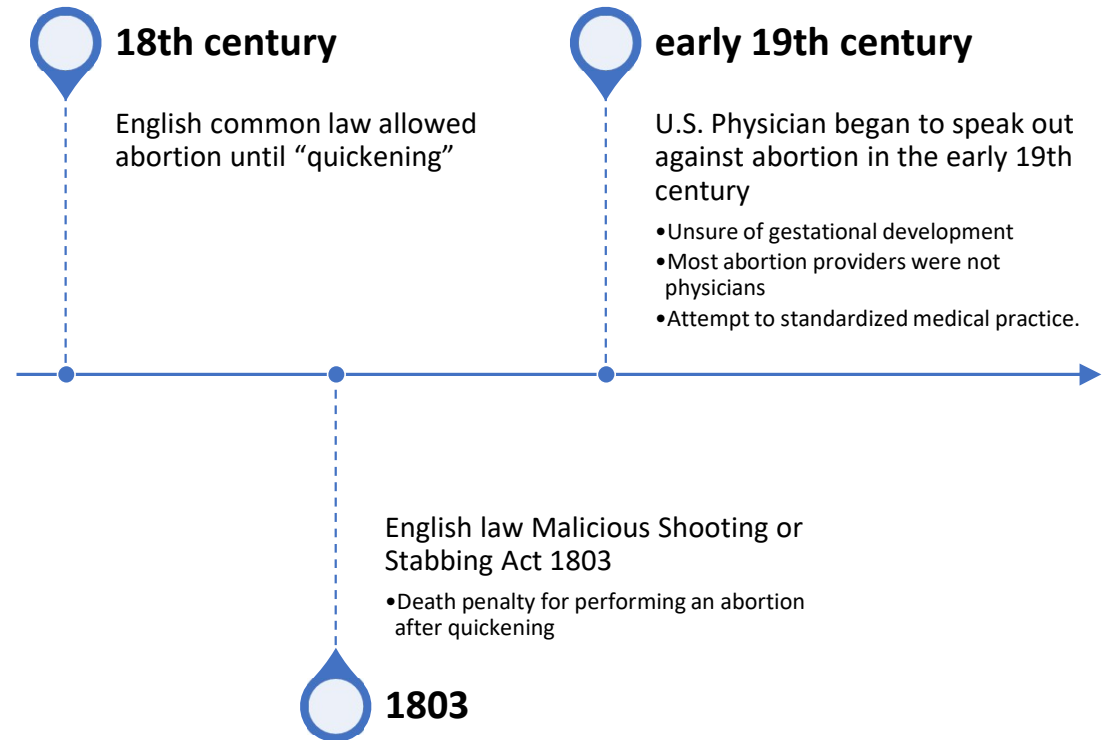 18th century
English common law allowed
abortion until “quickening”
early 19th century
U.S. Physician began to speak out
against abortion in the early 19th
century
•Unsure of gestational development
•Most abortion providers were not
physicians
•Attempt to standardized medical practice.
English law Malicious Shooting or
Stabbing Act 1803
•Death penalty for performing an abortion
after quickening
1803